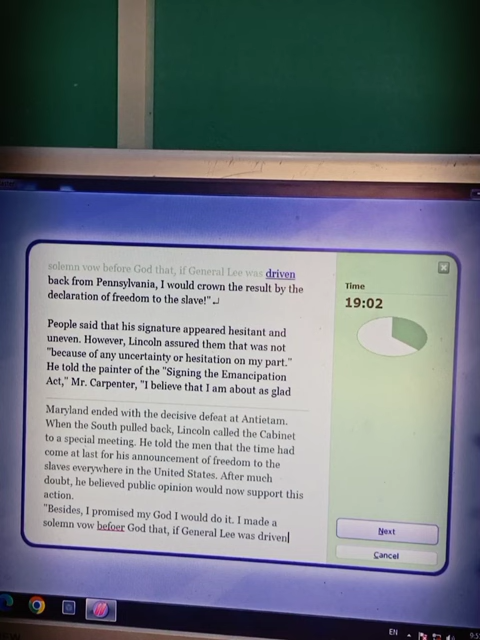 solemn vow before God that, if General Lee was driven
back from Pennsylvania, I would crown the result by the
declaration of freedom to the slave!"↵
People said that his signature appeared hesitant and
uneven. However, Lincoln assured them that was not
"because of any uncertainty or hesitation on my part."
He told the painter of the "Signing the Emancipation
Act," Mr. Carpenter, "I believe that I am about as glad
Maryland ended with the decisive defeat at Antietam.
When the South pulled back, Lincoln called the Cabinet
to a special meeting. He told the men that the time had
come at last for his announcement of freedom to the
slaves everywhere in the United States. After much
doubt, he believed public opinion would now support this
action.
"Besides, I promised my God I would do it. I made a
solemn vow befoer God that, if General Lee was driven
Time
19:02
Next
Cancel
EN